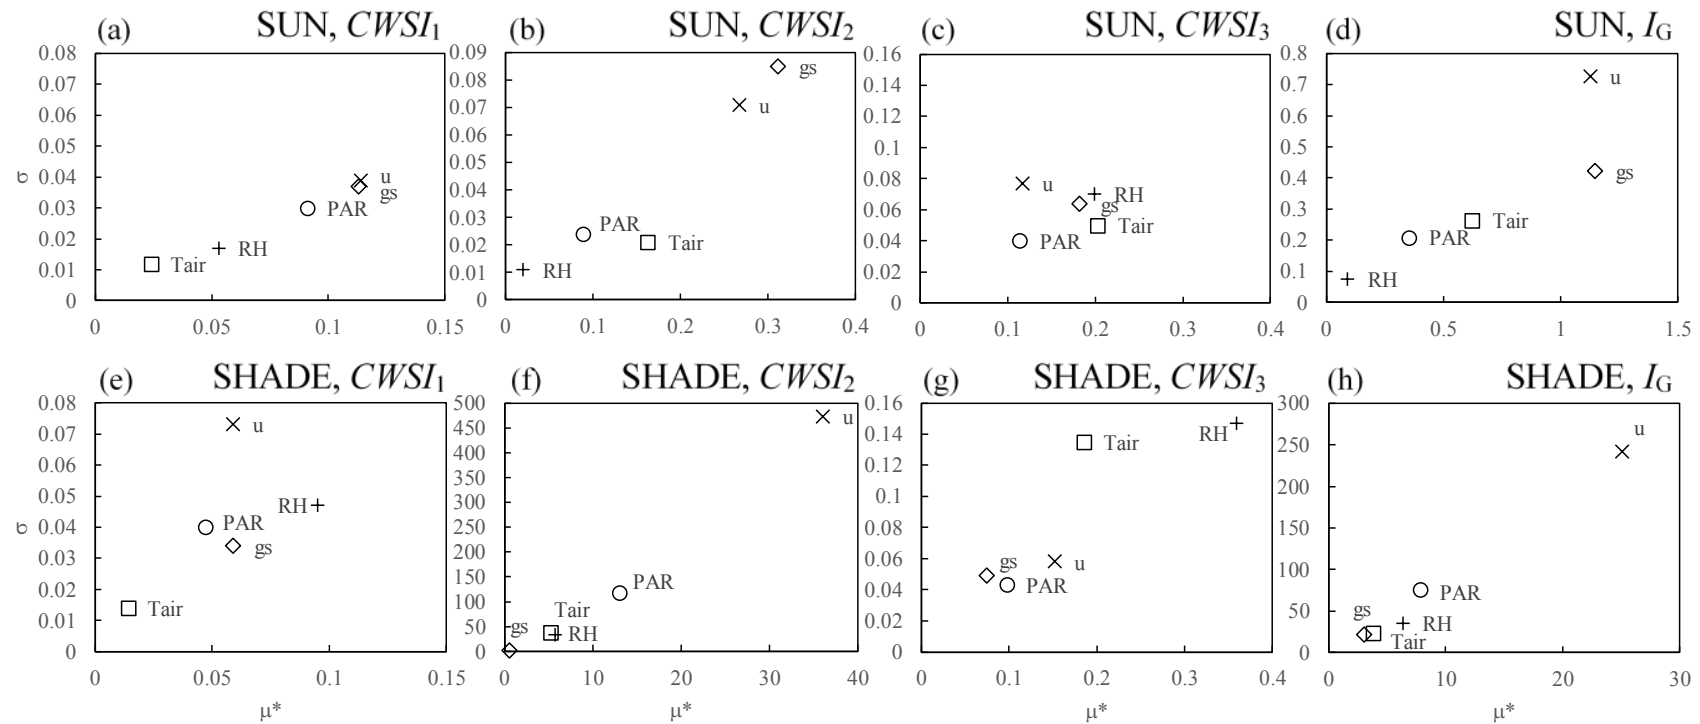 (a) SUN, CWSI1
0.08
0.07
0.06
0.05
0.04
0.03
0.02
0.01
0
σ
u
gs
PAR
RH
Tair
0 0.05 0.1 0.15
(b) SUN, CWSI2
0.09
0.08
0.07
0.06
0.05
0.04
0.03
0.02
0.01
0
gs
u
PAR
Tair
RH
0 0.1 0.2 0.3 0.4
(c) SUN, CWSI3
0.16
0.14
0.12
0.1
0.08
0.06
0.04
0.02
0
u
RH
gs
Tair
PAR
0 0.1 0.2 0.3 0.4
(d) SUN, IG
0.8
0.7
0.6
0.5
0.4
0.3
0.2
0.1
0
u
gs
Tair
PAR
RH
0 0.5 1 1.5
(e) SHADE, CWSI1
0.08
0.07
0.06
0.05
0.04
0.03
0.02
0.01
0
σ
u
RH
PAR
gs
Tair
0 0.05 0.1 0.15
μ*
(f) SHADE, CWSI2
500
450
400
350
300
250
200
150
100
50
0
u
PAR
Tair
gs
RH
0 10 20 30 40
μ*
(g) SHADE, CWSI3
0.16
0.14
0.12
0.1
0.08
0.06
0.04
0.02
0
RH
Tair
gs
u
PAR
0 0.1 0.2 0.3 0.4
μ*
(h) SHADE, IG
300
250
200
150
100
50
0
u
PAR
gs
RH
Tair
0 10 20 30
μ*